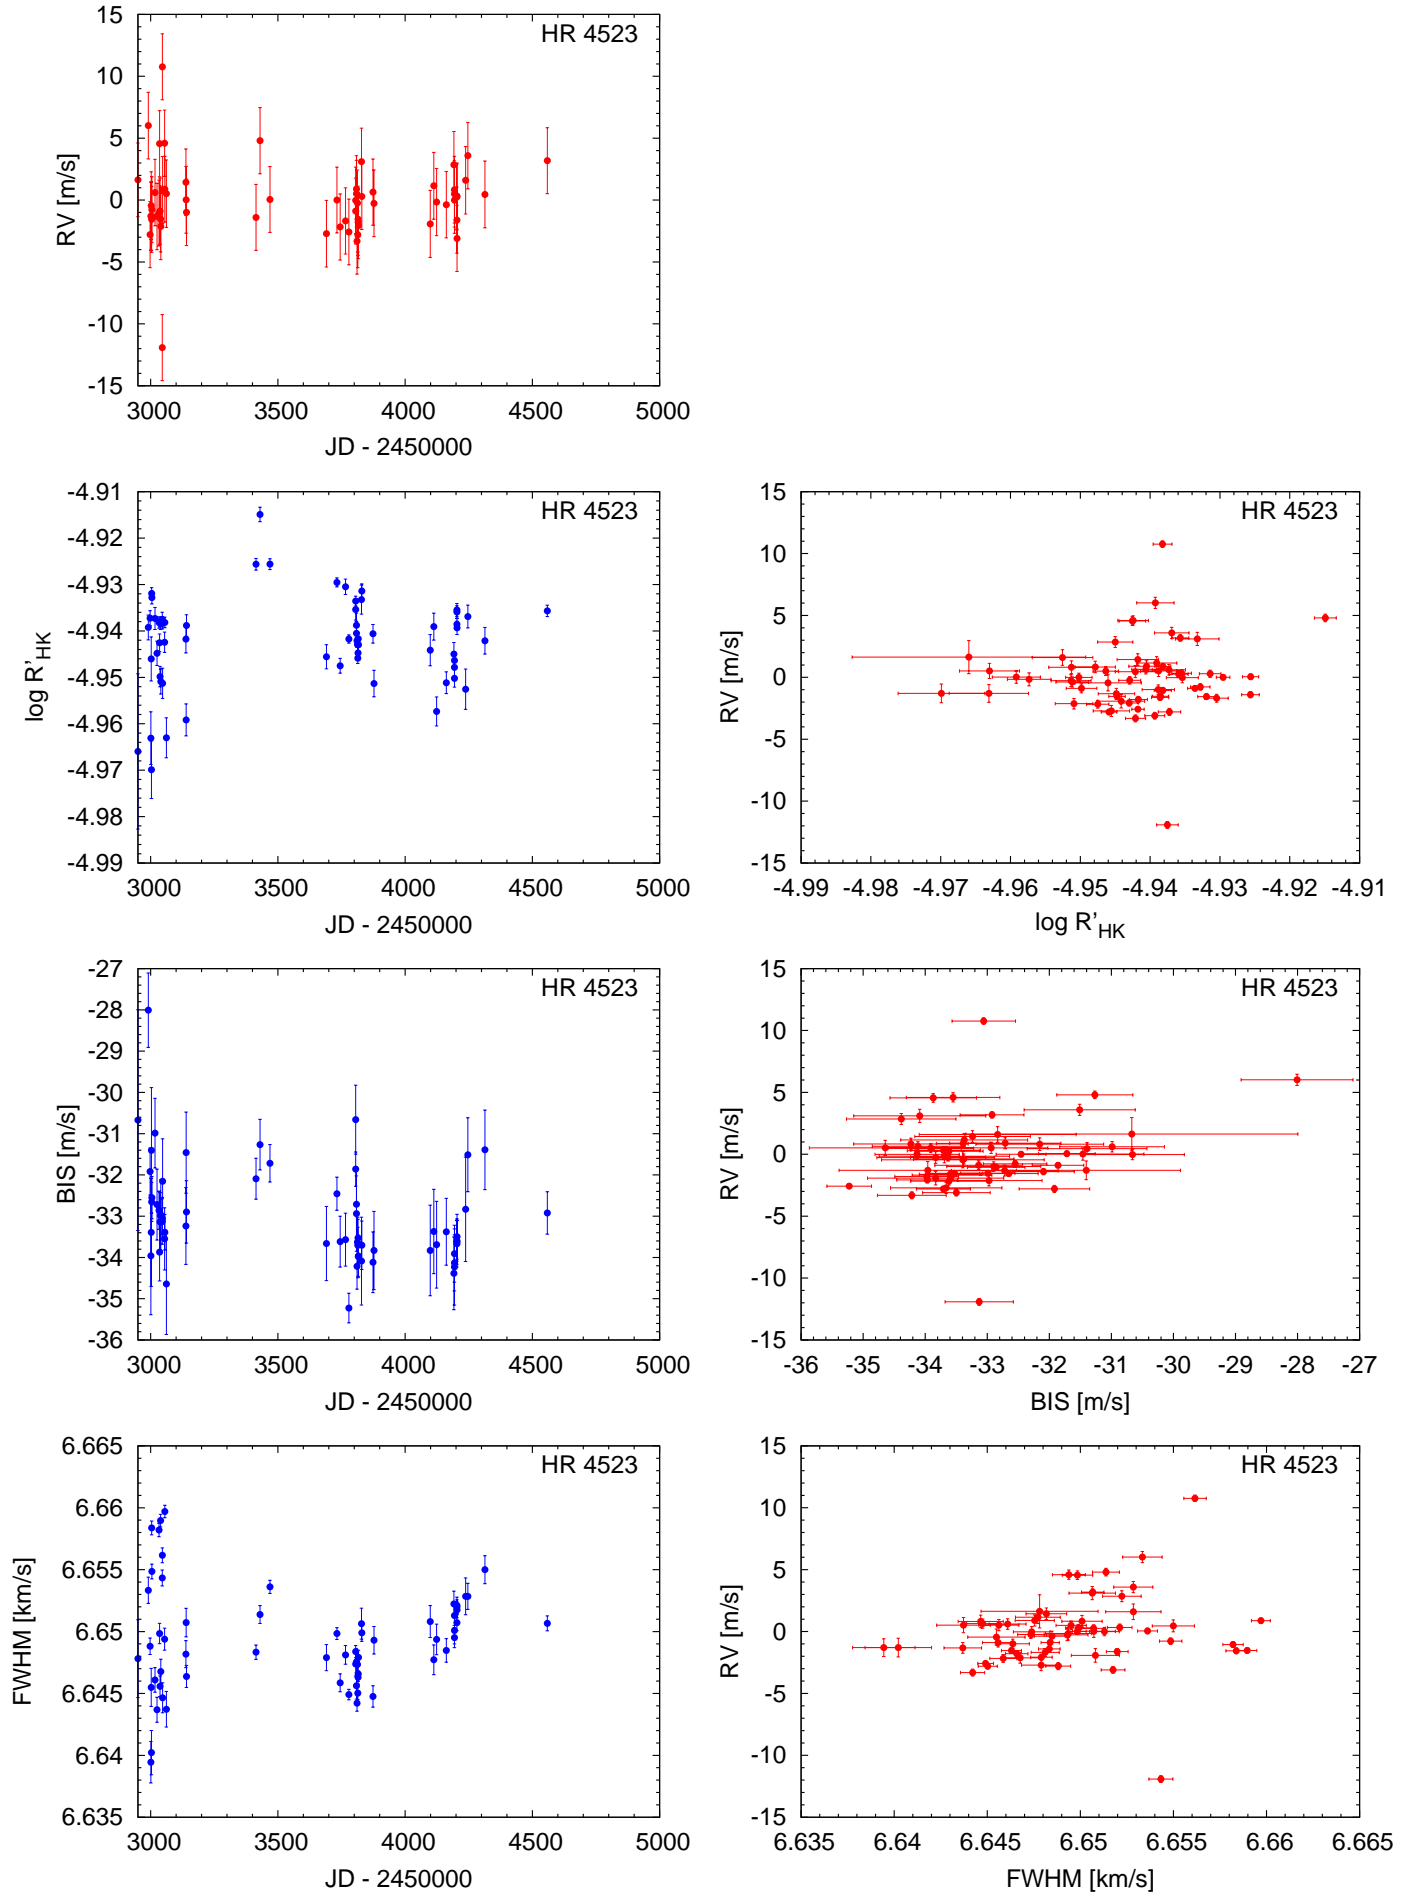 15
10
5
0
-5
-10
-15
RV [m/s]
HR 4523
3000 3500 4000 4500 5000
JD - 2450000
-4.91
-4.92
-4.93
-4.94
-4.95
-4.96
-4.97
-4.98
-4.99
log R'HK
HR 4523
3000 3500 4000 4500 5000
JD - 2450000
15
10
5
0
-5
-10
-15
RV [m/s]
HR 4523
-4.99 -4.98 -4.97 -4.96 -4.95 -4.94 -4.93 -4.92 -4.91
log R'HK
-27
-28
-29
-30
-31
-32
-33
-34
-35
-36
BIS [m/s]
HR 4523
3000 3500 4000 4500 5000
JD - 2450000
15
10
5
0
-5
-10
-15
RV [m/s]
HR 4523
-36 -35 -34 -33 -32 -31 -30 -29 -28 -27
BIS [m/s]
6.665
6.66
6.655
6.65
6.645
6.64
6.635
FWHM [km/s]
HR 4523
3000 3500 4000 4500 5000
JD - 2450000
15
10
5
0
-5
-10
-15
RV [m/s]
HR 4523
6.635 6.64 6.645 6.65 6.655 6.66 6.665
FWHM [km/s]